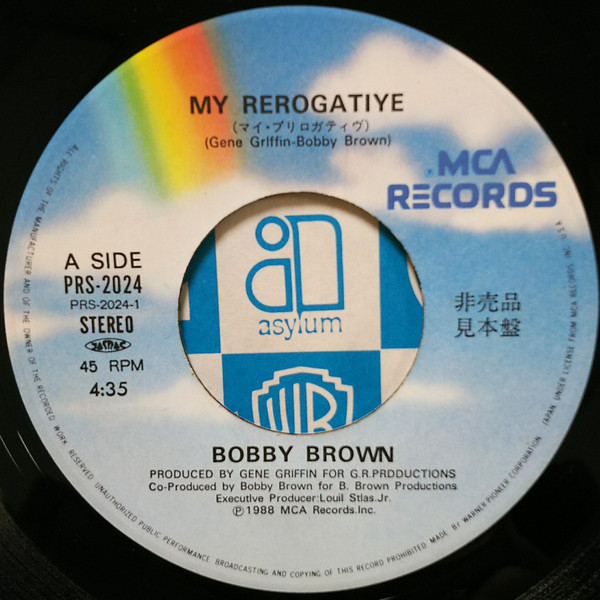 MY REROGATIYE
(マイ・プリロガティヴ)
(Gene Griffin-Bobby Brown)
MCA
RECORDS
A SIDE
PRS-2024
PRS-2024-1
STEREO
45 RPM
4:35
非売品
見本盤
asylum
BOBBY BROWN
PRODUCED BY GENE GRIFFIN FOR G.R.PRDDUCTIONS
Co-Produced by Bobby Brown for B. Brown Productions
Executive Producer:Louil Stlas.Jr.
Ⓟ1988 MCA Records.Inc.
ALL RIGHTS OF THE MANUFACTURER AND OF THE OWNER OF THE RECORDED WORK RESERVED. UNAUTHORIZED PUBLIC PERFORMANCE, BROADCASTING AND COPYING OF THIS RECORD PROHIBITED. MADE BY WARNER-PIONEER CORPORATION, JAPAN UNDER LICENSE FROM MCA RECORDS INC. U.S.A.